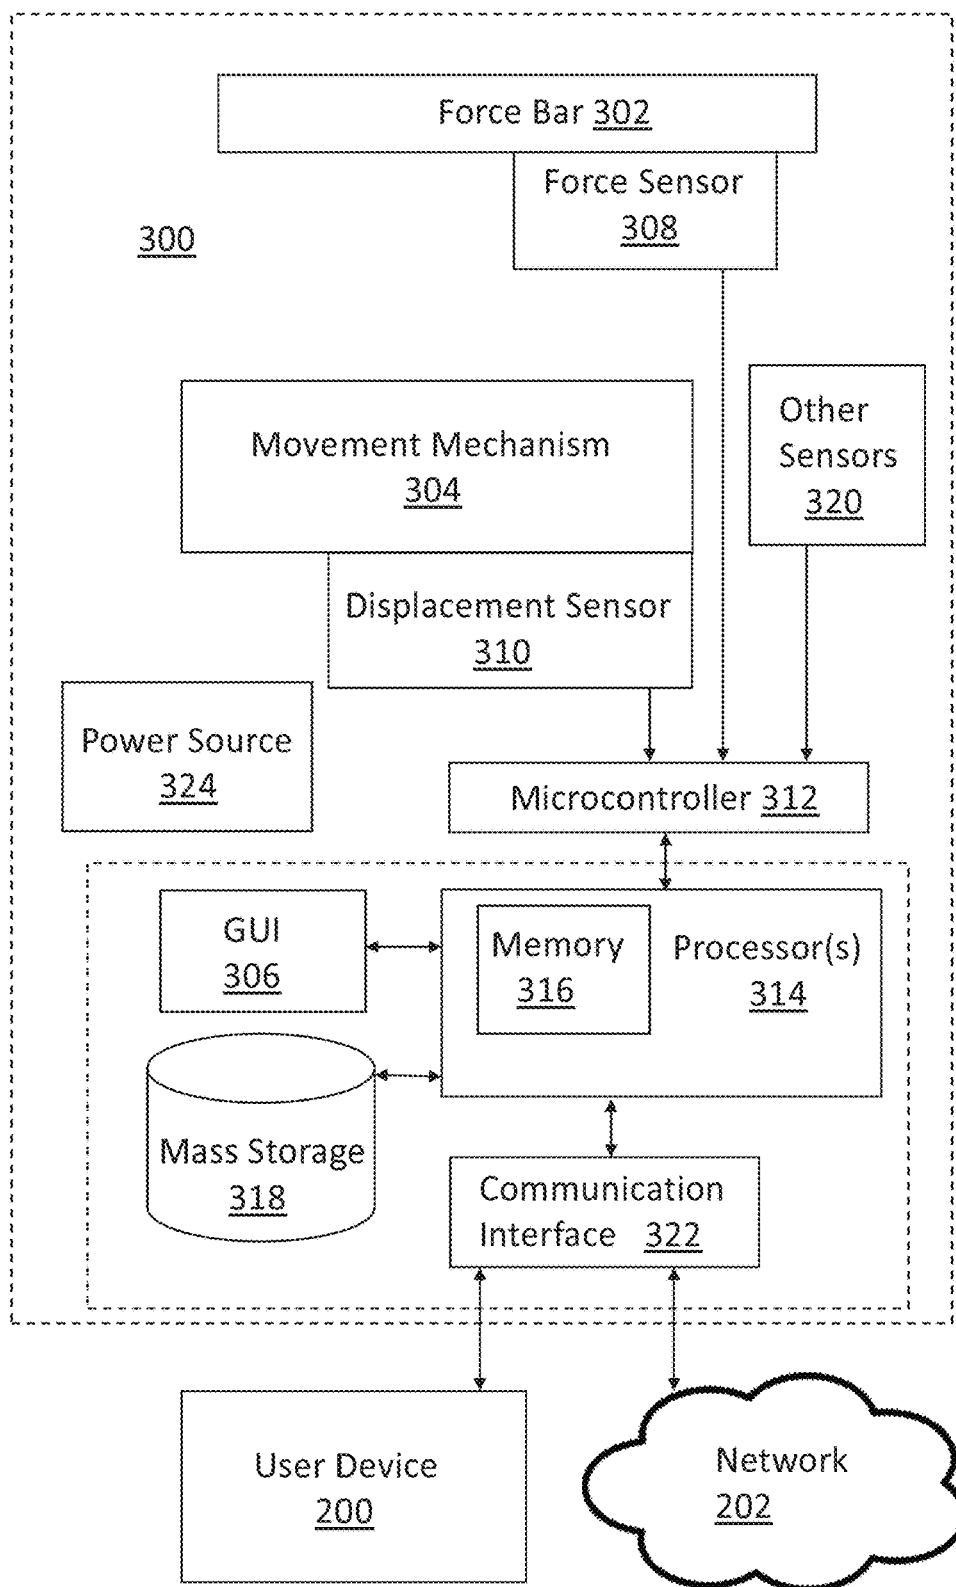 Force Bar 302
Force Sensor
308
300
Movement Mechanism
304
Other
Sensors
320
Displacement Sensor
310
Power Source
324
Microcontroller 312
GUI
306
Memory
316
Processor(s)
314
Mass Storage
318
Communication
Interface 322
User Device
200
Network
202